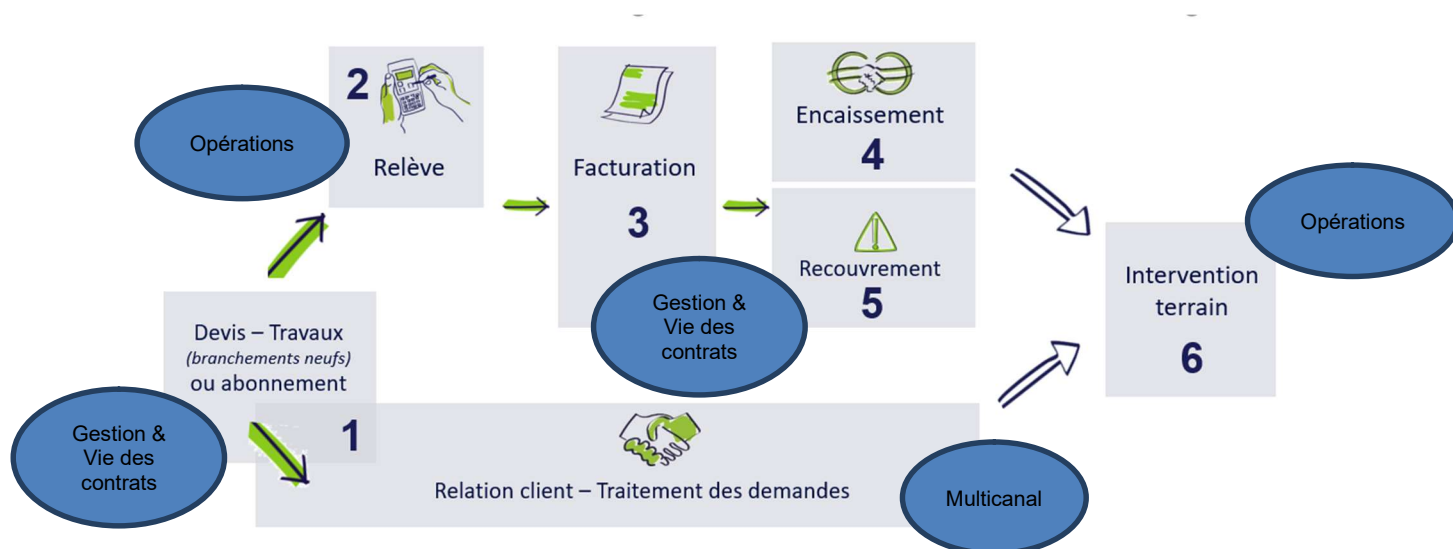 2
Relève
Opérations
Facturation
3
Encaissement
4
Recouvrement
5
Gestion &
Vie des
contrats
Opérations
Intervention
terrain
6
Devis – Travaux
(branchements neufs)
ou abonnement
1
Gestion &
Vie des
contrats
Relation client – Traitement des demandes
Multicanal